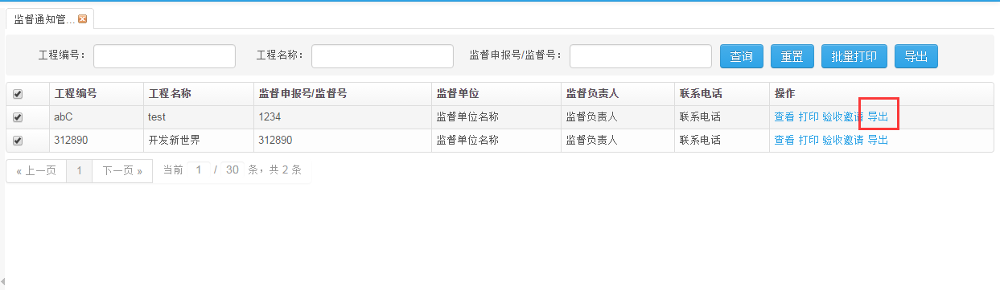 监督通知管...
工程编号: 工程名称: 监督申报号/监督号: 查询 重置 批量打印 导出
工程编号 工程名称 监督申报号/监督号 监督单位 监督负责人 联系电话 操作
abC test 1234 监督单位名称 监督负责人 联系电话 查看 打印 验收邀请 导出
312890 开发新世界 312890 监督单位名称 监督负责人 联系电话 查看 打印 验收邀请 导出
« 上一页 1 下一页 » 当前 1 / 30 条，共 2 条